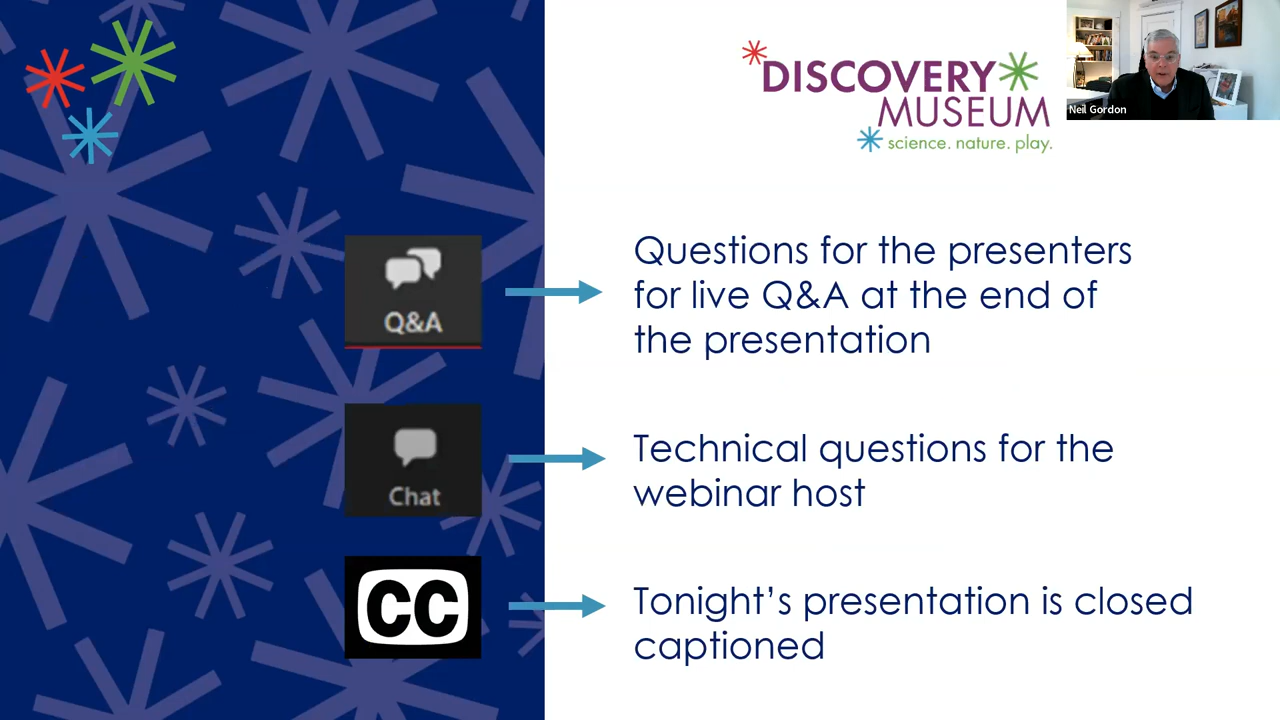 DISCOVERY
MUSEUM
science. nature. play.
Neil Gordon
Q&A
Questions for the presenters
for live Q&A at the end of
the presentation
Chat
Technical questions for the
webinar host
CC
Tonight's presentation is closed
captioned